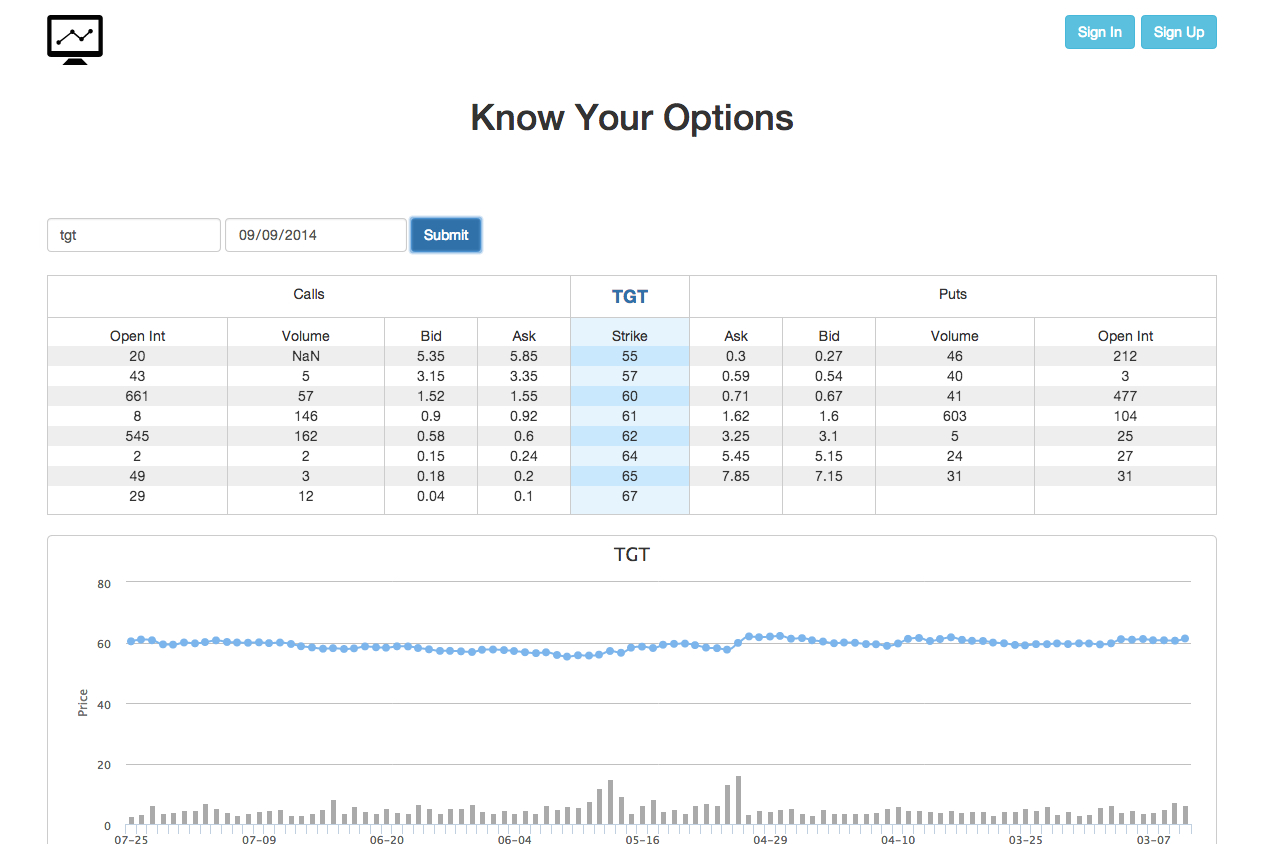 Sign In Sign Up
Know Your Options
tgt 09/09/2014 Submit
Calls TGT Puts
Open Int Volume Bid Ask Strike Ask Bid Volume Open Int
20 NaN 5.35 5.85 55 0.3 0.27 46 212
43 5 3.15 3.35 57 0.59 0.54 40 3
661 57 1.52 1.55 60 0.71 0.67 41 477
8 146 0.9 0.92 61 1.62 1.6 603 104
545 162 0.58 0.6 62 3.25 3.1 5 25
2 2 0.15 0.24 64 5.45 5.15 24 27
49 3 0.18 0.2 65 7.85 7.15 31 31
29 12 0.04 0.1 67
TGT
80
60
40
Price
20
0
07-25 07-09 06-20 06-04 05-16 04-29 04-10 03-25 03-07